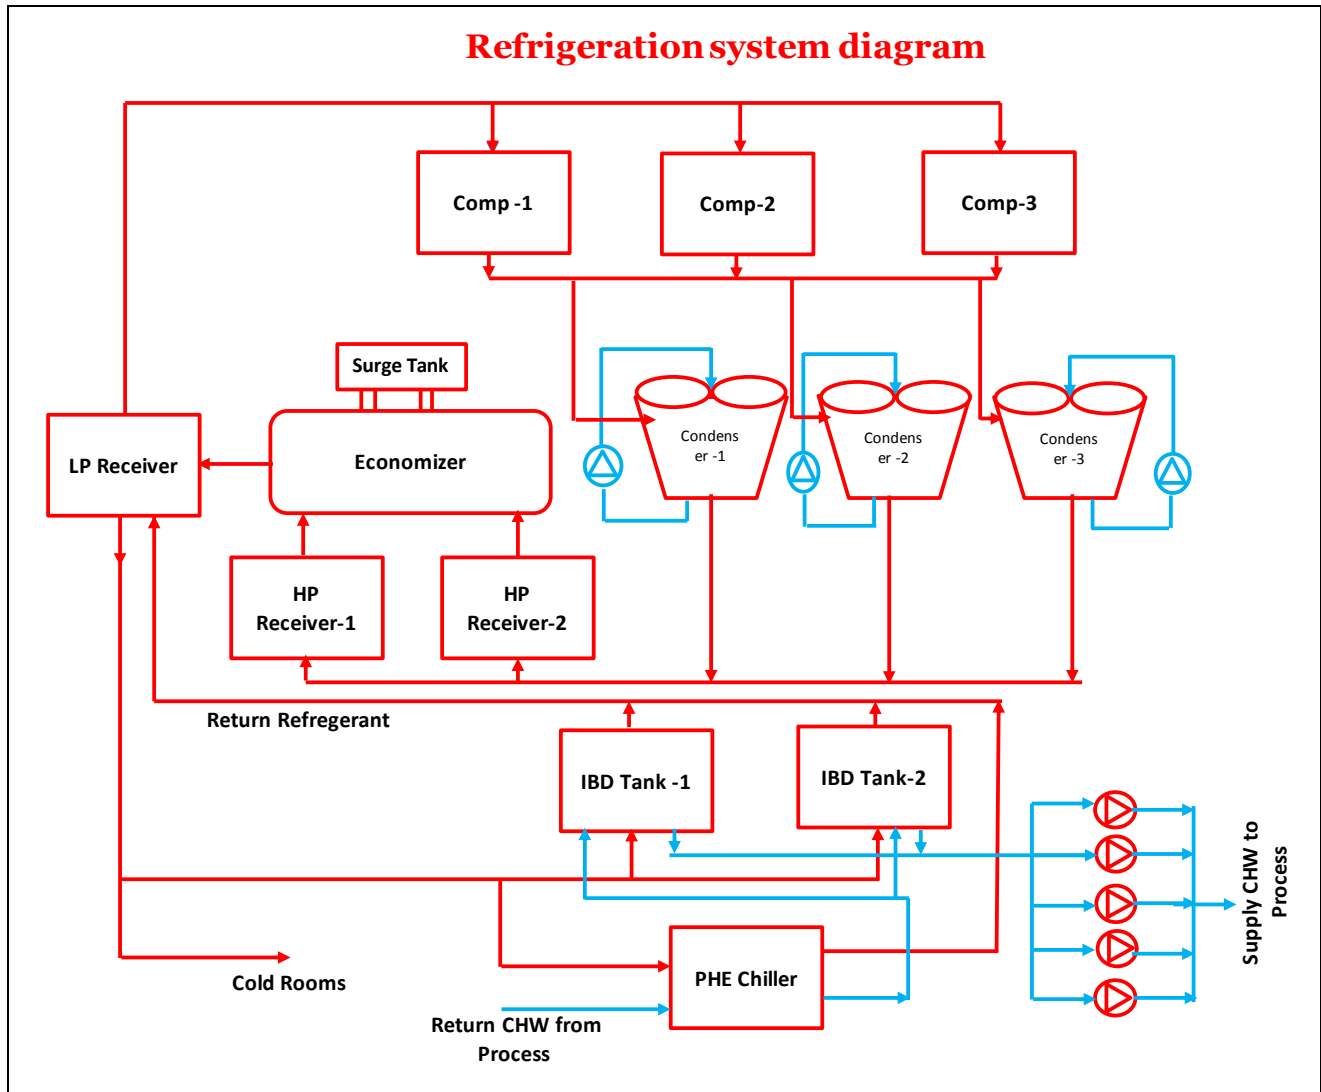 Refrigeration system diagram
Comp -1
Comp-2
Comp-3
Surge Tank
LP Receiver
Economizer
Condens
er -1
Condens
er -2
Condens
er -3
HP
Receiver-1
HP
Receiver-2
Return Refregerant
IBD Tank -1
IBD Tank-2
Supply CHW to
Process
Cold Rooms
PHE Chiller
Return CHW from
Process